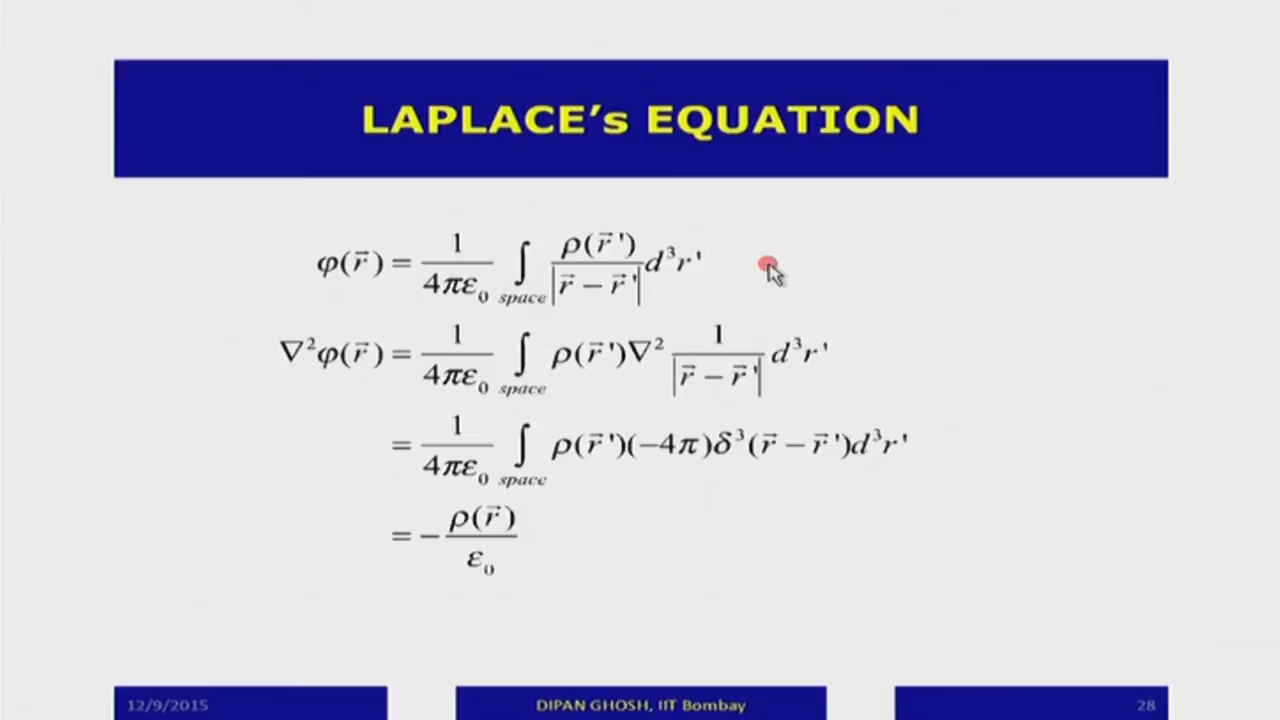 LAPLACE's EQUATION
φ(r⃗) = 1/(4πε₀) ∫_space ρ(r⃗ ')/|r⃗ − r⃗ '| d³r '
∇²φ(r⃗) = 1/(4πε₀) ∫_space ρ(r⃗ ')∇² 1/|r⃗ − r⃗ '| d³r '
= 1/(4πε₀) ∫_space ρ(r⃗ ')(−4π)δ³(r⃗ − r⃗ ')d³r '
= − ρ(r⃗)/ε₀
12/9/2015
DIPAN GHOSH, IIT Bombay
28